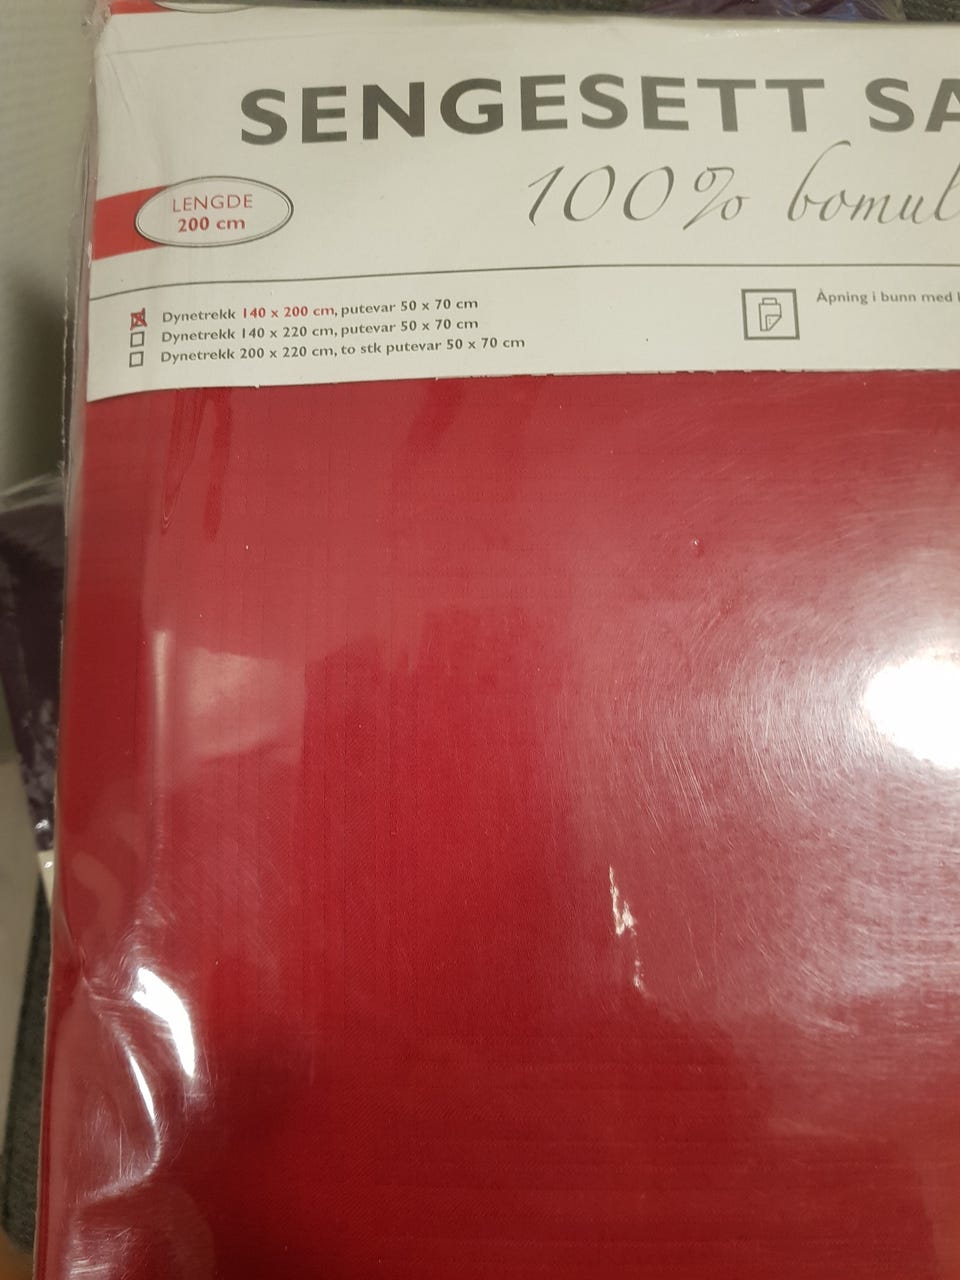 SENGESETT SA
100% bomul
LENGDE
200 cm
Dynetrekk 140 x 200 cm, putevar 50 x 70 cm
Dynetrekk 140 x 220 cm, putevar 50 x 70 cm
Dynetrekk 200 x 220 cm, to stk putevar 50 x 70 cm
Åpning i bunn med